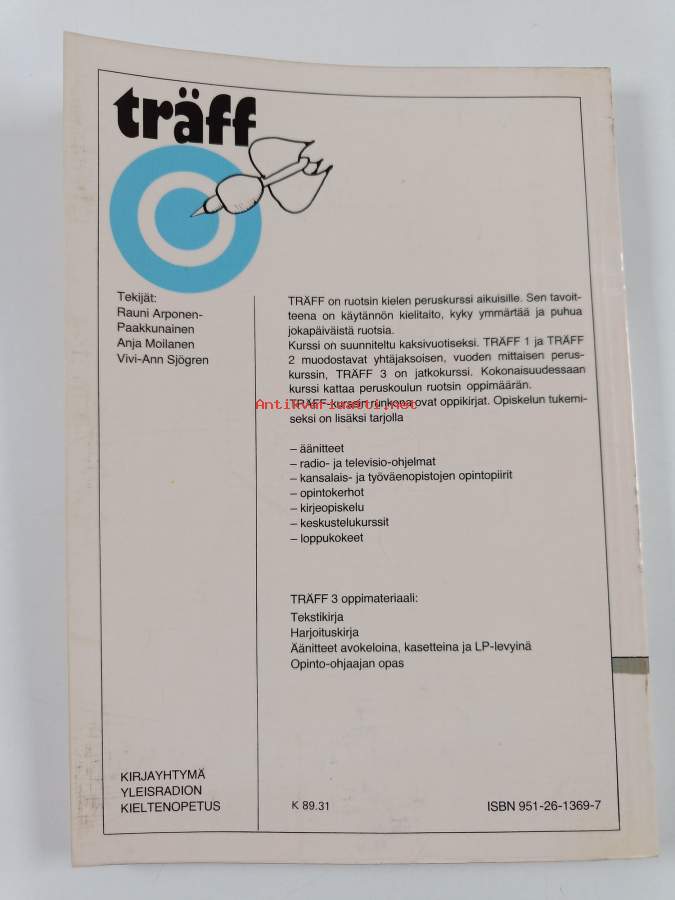 träff
Tekijät:
Rauni Arponen-
Paakkunainen
Anja Moilanen
Vivi-Ann Sjögren
TRÄFF on ruotsin kielen peruskurssi aikuisille. Sen tavoit-
teena on käytännön kielitaito, kyky ymmärtää ja puhua
jokapäiväistä ruotsia.
Kurssi on suunniteltu kaksivuotiseksi. TRÄFF 1 ja TRÄFF
2 muodostavat yhtäjaksoisen, vuoden mittaisen perus-
kurssin, TRÄFF 3 on jatkokurssi. Kokonaisuudessaan
kurssi kattaa peruskoulun ruotsin oppimäärän.
TRÄFF-kurssin runkona ovat oppikirjat. Opiskelun tukemi-
seksi on lisäksi tarjolla
Antikvariaatti.net
– äänitteet
– radio- ja televisio-ohjelmat
– kansalais- ja työväenopistojen opintopiirit
– opintokerhot
– kirjeopiskelu
– keskustelukurssit
– loppukokeet
TRÄFF 3 oppimateriaali:
Tekstikirja
Harjoituskirja
Äänitteet avokeloina, kasetteina ja LP-levyinä
Opinto-ohjaajan opas
KIRJAYHTYMÄ
YLEISRADION
KIELTENOPETUS
K 89.31
ISBN 951-26-1369-7